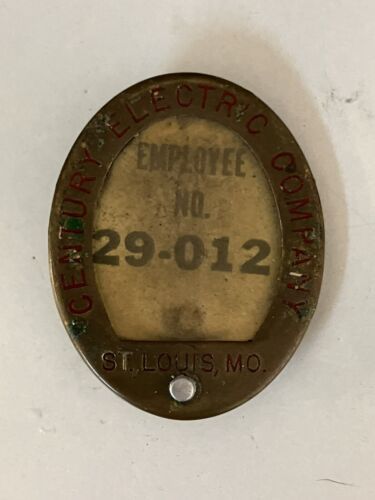 CENTURY ELECTRIC COMPANY
EMPLOYEE
NO.
29-012
ST. LOUIS, MO.